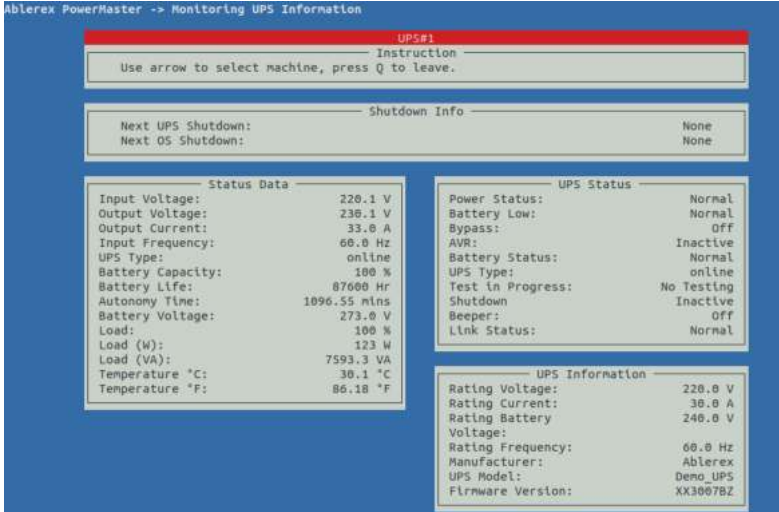 Ablerex PowerMaster -> Monitoring UPS Information
UPS#1
Instruction
Use arrow to select machine, press Q to leave.
Shutdown Info
Next UPS Shutdown: None
Next OS Shutdown: None
Status Data
Input Voltage: 220.1 V
Output Voltage: 230.1 V
Output Current: 33.0 A
Input Frequency: 60.0 Hz
UPS Type: online
Battery Capacity: 100 %
Battery Life: 87600 Hr
Autonomy Time: 1096.55 mins
Battery Voltage: 273.0 V
Load: 100 %
Load (W): 123 W
Load (VA): 7593.3 VA
Temperature °C: 30.1 °C
Temperature °F: 86.18 °F
UPS Status
Power Status: Normal
Battery Low: Normal
Bypass: Off
AVR: Inactive
Battery Status: Normal
UPS Type: online
Test in Progress: No Testing
Shutdown Inactive
Beeper: Off
Link Status: Normal
UPS Information
Rating Voltage: 220.0 V
Rating Current: 30.0 A
Rating Battery 240.0 V
Voltage:
Rating Frequency: 60.0 Hz
Manufacturer: Ablerex
UPS Model: Demo_UPS
Firmware Version: XX3007BZ